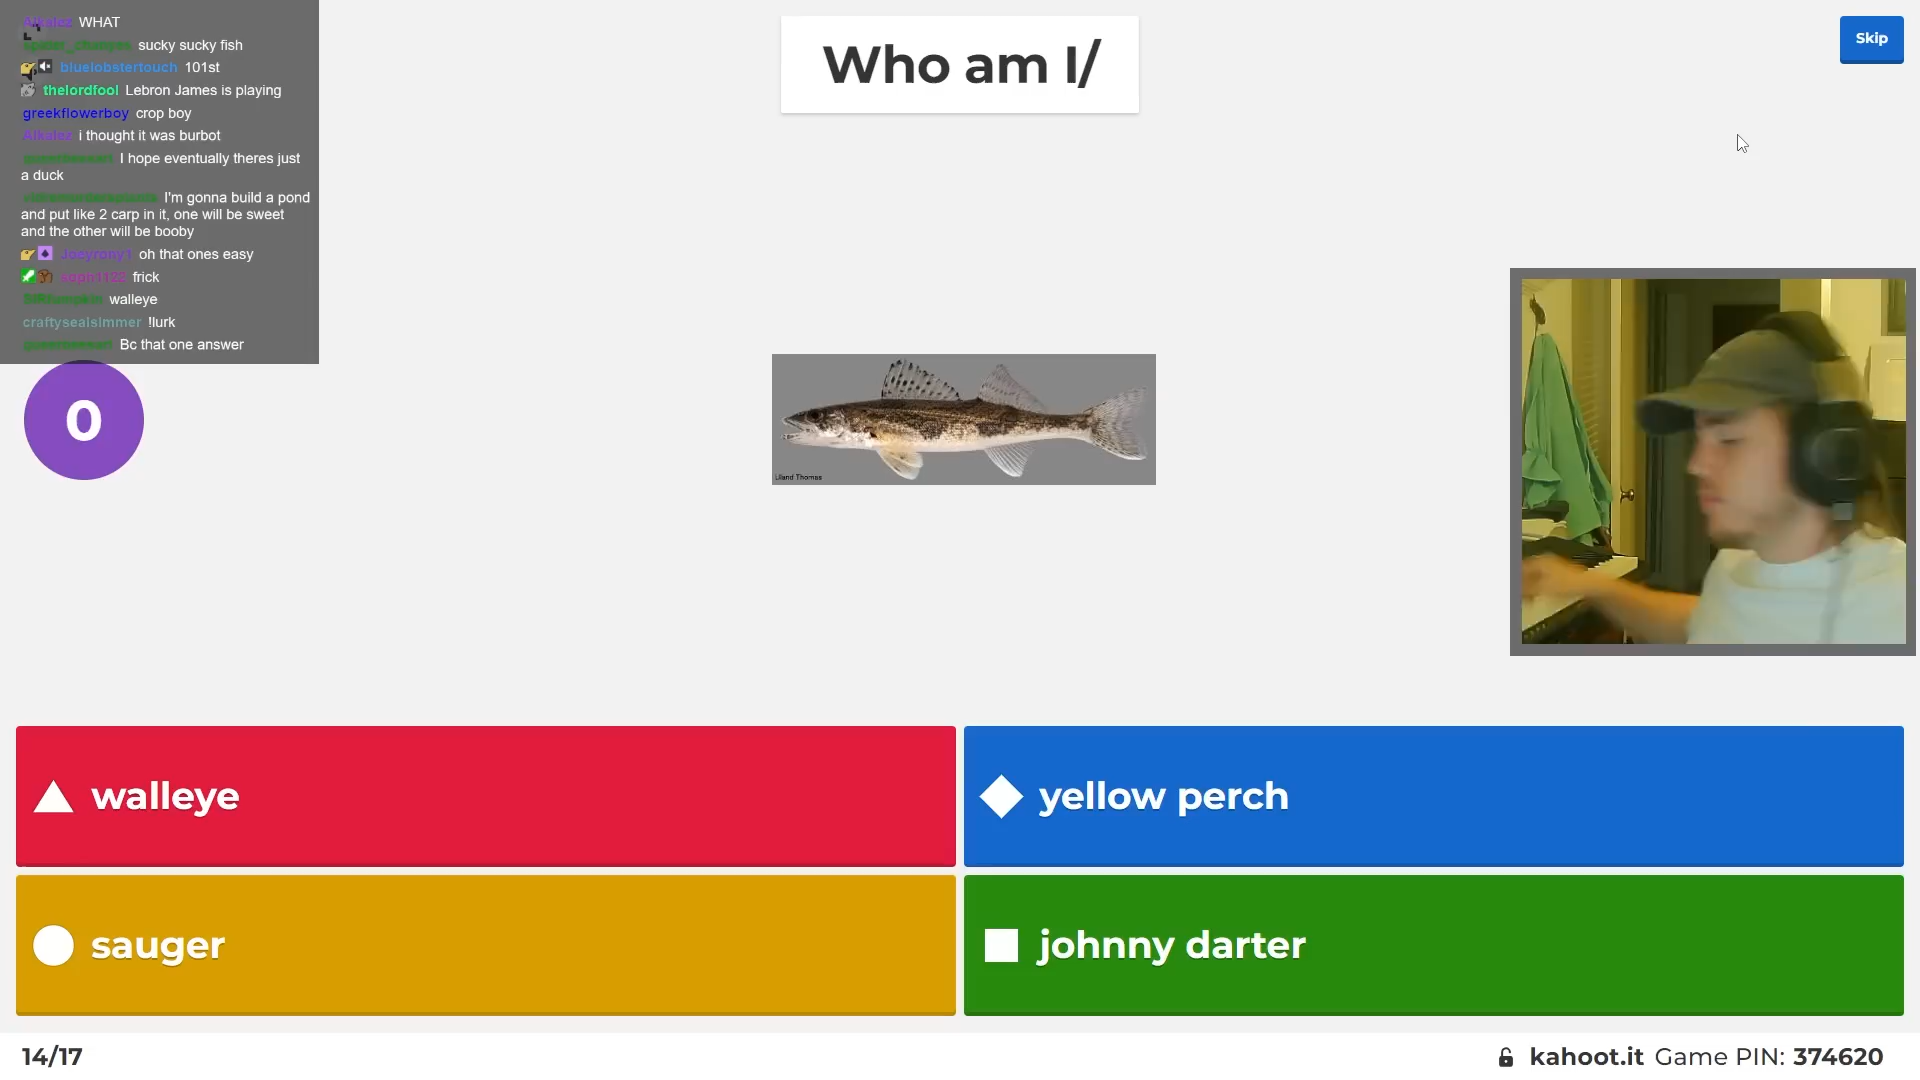 WHAT
sucky sucky fish
bluelobstertouch 101st
thelordfool Lebron James is playing
greekflowerboy crop boy
Alkalez i thought it was burbot
I hope eventually theres just
a duck
I'm gonna build a pond
and put like 2 carp in it, one will be sweet
and the other will be booby
Joeyrony1 oh that ones easy
frick
walleye
craftysealsimmer !lurk
Bc that one answer
Who am I/
Skip
0
walleye
yellow perch
sauger
johnny darter
14/17
kahoot.it Game PIN: 374620